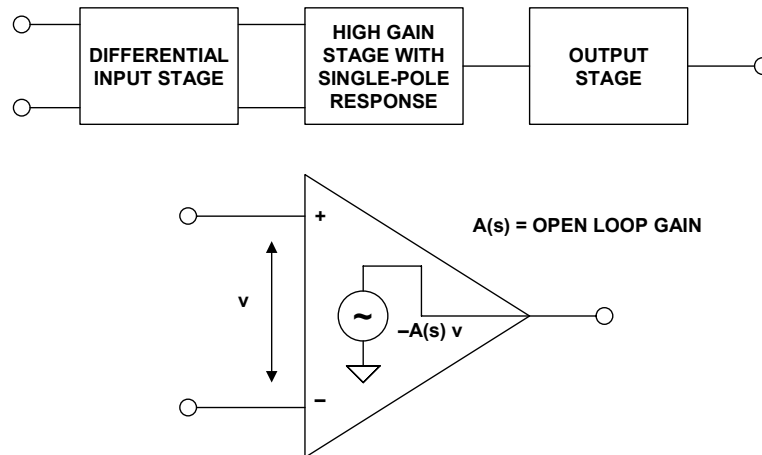 DIFFERENTIAL
INPUT STAGE
HIGH GAIN
STAGE WITH
SINGLE-POLE
RESPONSE
OUTPUT
STAGE
A(s) = OPEN LOOP GAIN
+
v
~
–A(s) v
–